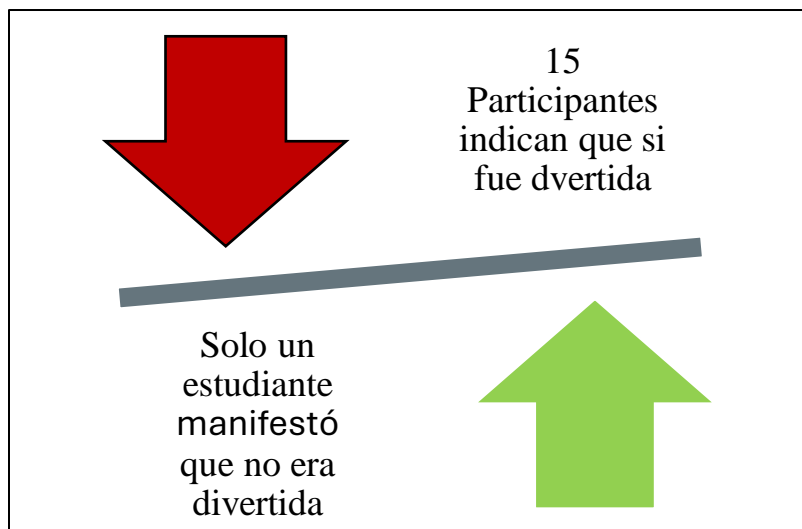 15
Participantes
indican que si
fue dvertida
Solo un
estudiante
manifestó
que no era
divertida